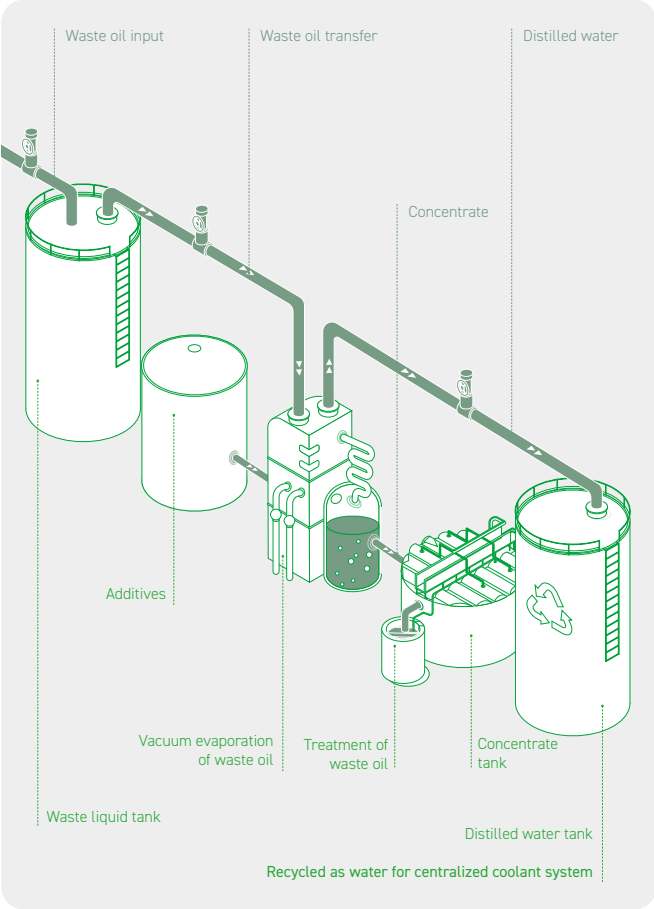 Waste oil input
Waste oil transfer
Distilled water
Concentrate
Additives
Vacuum evaporation
of waste oil
Treatment of
waste oil
Concentrate
tank
Waste liquid tank
Distilled water tank
Recycled as water for centralized coolant system